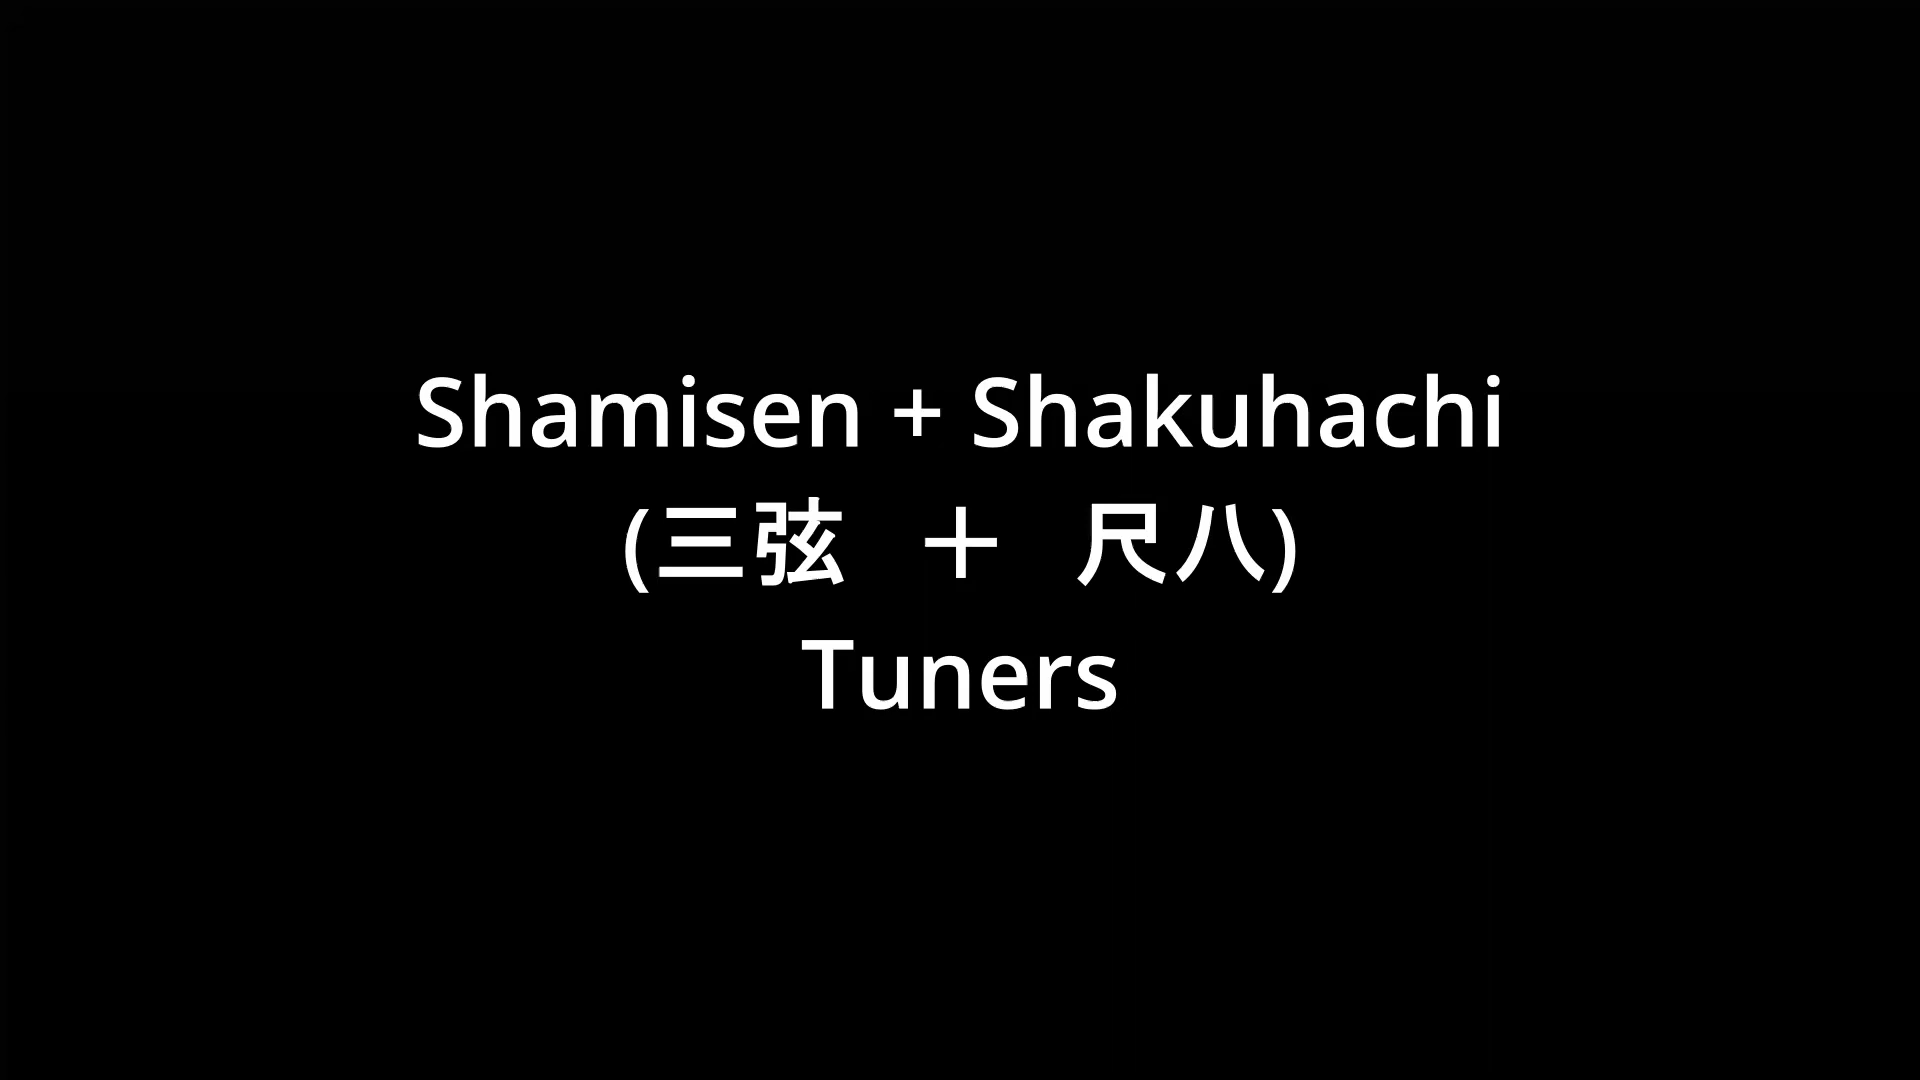 Shamisen + Shakuhachi
(三弦 ＋ 尺八)
Tuners